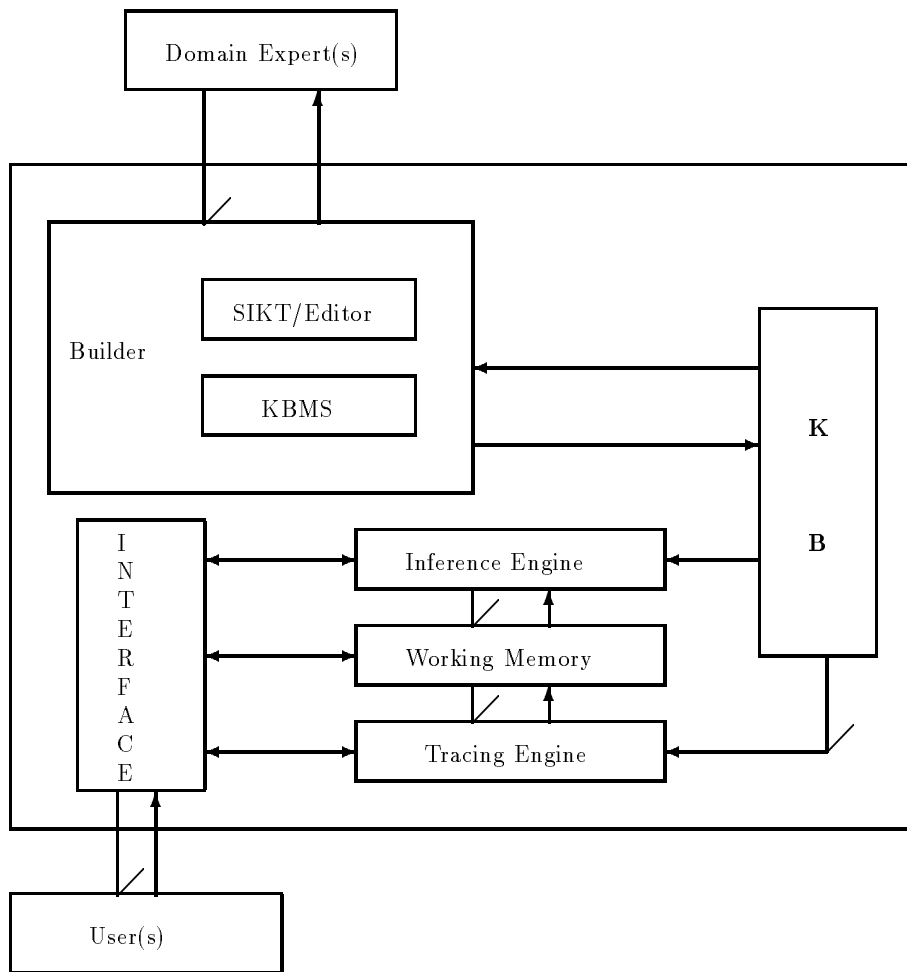 Domain Expert(s)
SIKT/Editor
Builder
KBMS
K
B
I
N
T
E
R
F
A
C
E
Inference Engine
Working Memory
Tracing Engine
User(s)